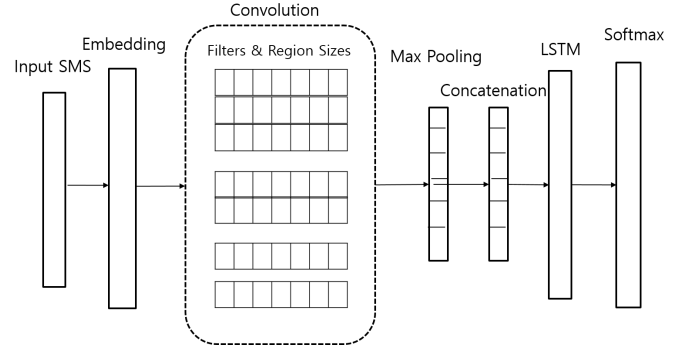 Convolution
Softmax
Embedding
LSTM
Filters & Region Sizes
Max Pooling
Input SMS
Concatenation